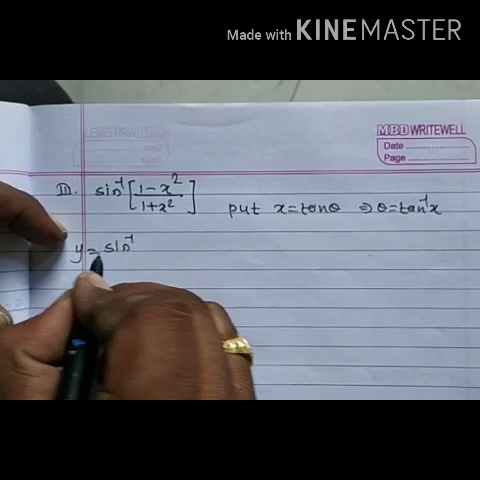 Made with KINEMASTER
MBD WRITEWELL
Date ..................
Page ..................
III. sin⁻¹[(1-x²)/(1+x²)] put x=tanθ ⇒ θ=tan⁻¹x
y = sin⁻¹